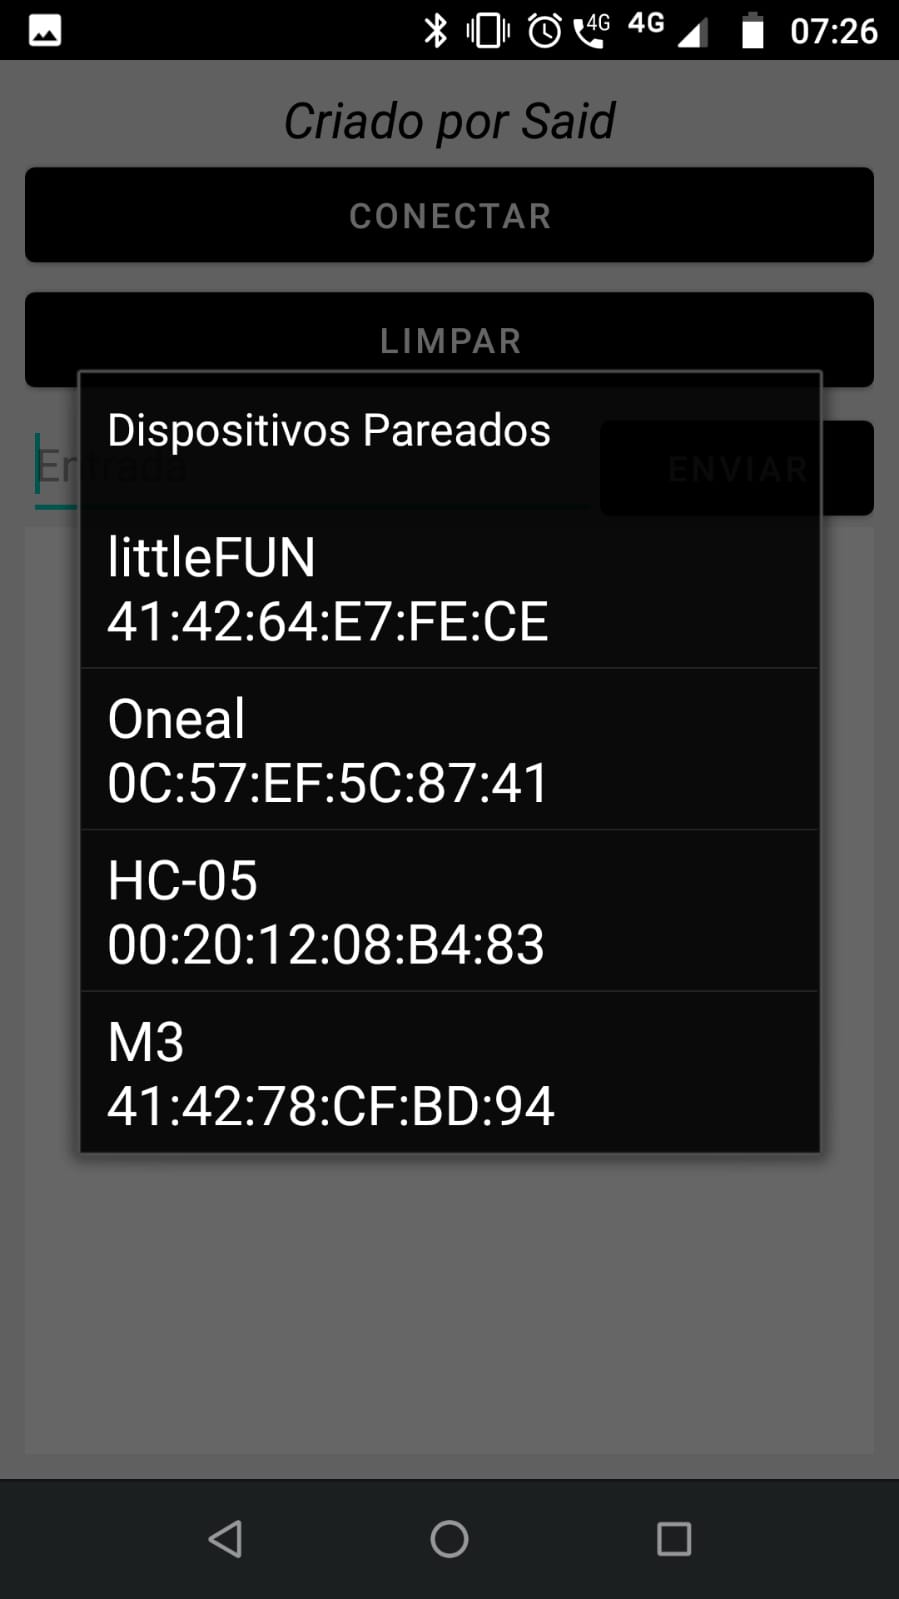 4G 4G 07:26
Criado por Said
CONECTAR
LIMPAR
Dispositivos Pareados
Entrada
ENVIAR
littleFUN
41:42:64:E7:FE:CE
Oneal
0C:57:EF:5C:87:41
HC-05
00:20:12:08:B4:83
M3
41:42:78:CF:BD:94